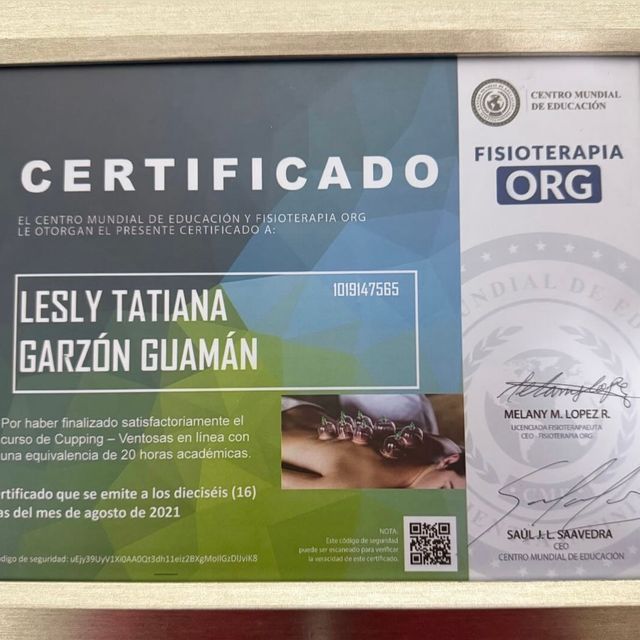 CENTRO MUNDIAL
DE EDUCACIÓN
FISIOTERAPIA
ORG
CERTIFICADO
EL CENTRO MUNDIAL DE EDUCACIÓN Y FISIOTERAPIA ORG
LE OTORGAN EL PRESENTE CERTIFICADO A:
1019147565
LESLY TATIANA
GARZÓN GUAMÁN
Por haber finalizado satisfactoriamente el
curso de Cupping – Ventosas en línea con
una equivalencia de 20 horas académicas.
ertificado que se emite a los dieciséis (16)
as del mes de agosto de 2021
MELANY M. LOPEZ R.
LICENCIADA FISIOTERAPEUTA
CEO - FISIOTERAPIA ORG
SAÚL J. L. SAAVEDRA
CEO
CENTRO MUNDIAL DE EDUCACIÓN
NOTA:
Este código de seguridad
puede ser escaneado para verificar
la veracidad de este certificado.
ódigo de seguridad: